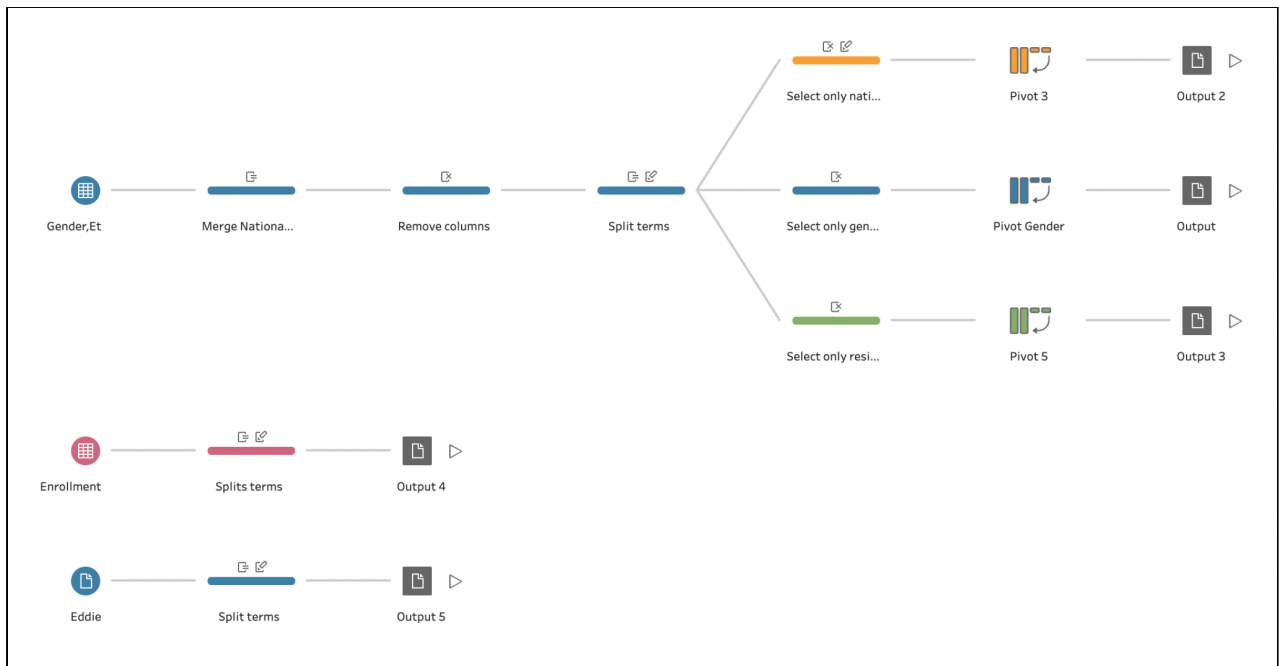 Select only nati...
Pivot 3
Output 2
Gender,Et
Merge Nationa...
Remove columns
Split terms
Select only gen...
Pivot Gender
Output
Select only resi...
Pivot 5
Output 3
Enrollment
Splits terms
Output 4
Eddie
Split terms
Output 5